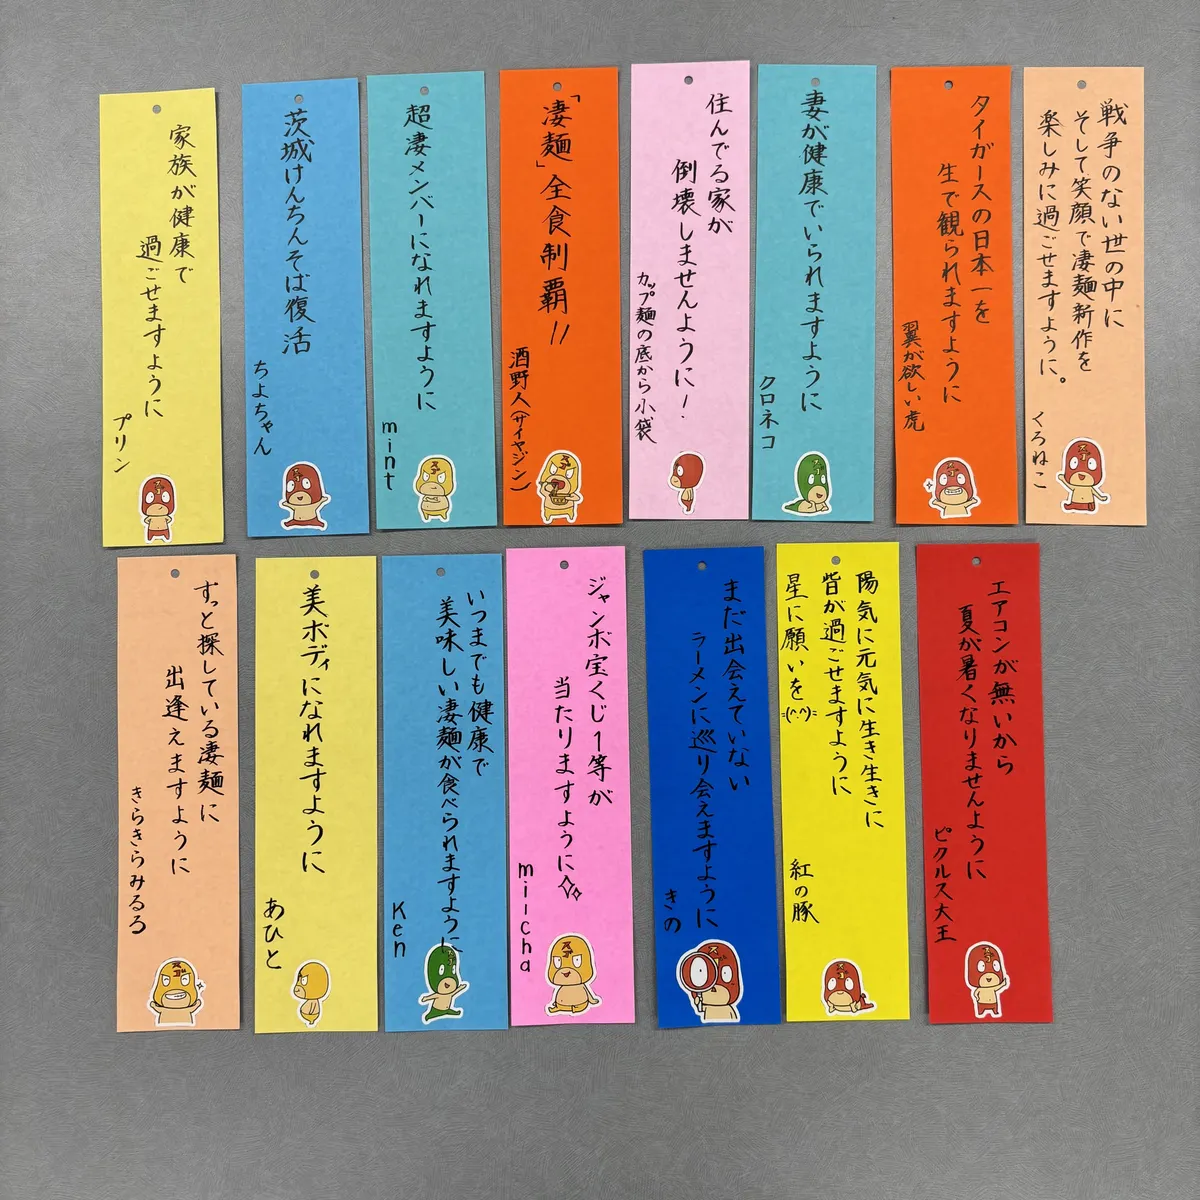 戦争のない世の中に
そして笑顔で凄麺新作を
楽しみに過ごせますように。
くろねこ
タイガースの日本一を
生で観られますように
翼が欲しい虎
妻が健康でいられますように
クロネコ
住んでる家が
倒壊しませんように!
カップ麺の底から小袋
「凄麺」全食制覇!!
酒野人(サイヤジン)
超凄メンバーになれますように
mint
茨城けんちんそば復活
ちよちゃん
家族が健康で
過ごせますように
プリン
エアコンが無いから
夏が暑くなりませんように
ピクルス大王
陽気に元気に生き生きに
皆が過ごせますように
星に願いを=(^^)=
紅の豚
まだ出会えていない
ラーメンに巡り会えますように
きの
ジャンボ宝くじ1等が
当たりますように
milcha
いつまでも健康で
美味しい凄麺が食べられますように
Ken
美ボディになれますように
あひと
ずっと探している凄麺に
出逢えますように
きらきらみるる